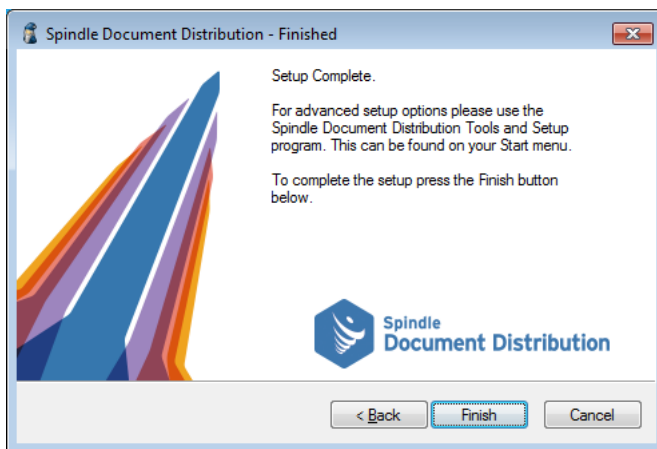 Spindle Document Distribution - Finished
Setup Complete.
For advanced setup options please use the
Spindle Document Distribution Tools and Setup
program. This can be found on your Start menu.
To complete the setup press the Finish button
below.
Spindle
Document Distribution
< Back
Finish
Cancel